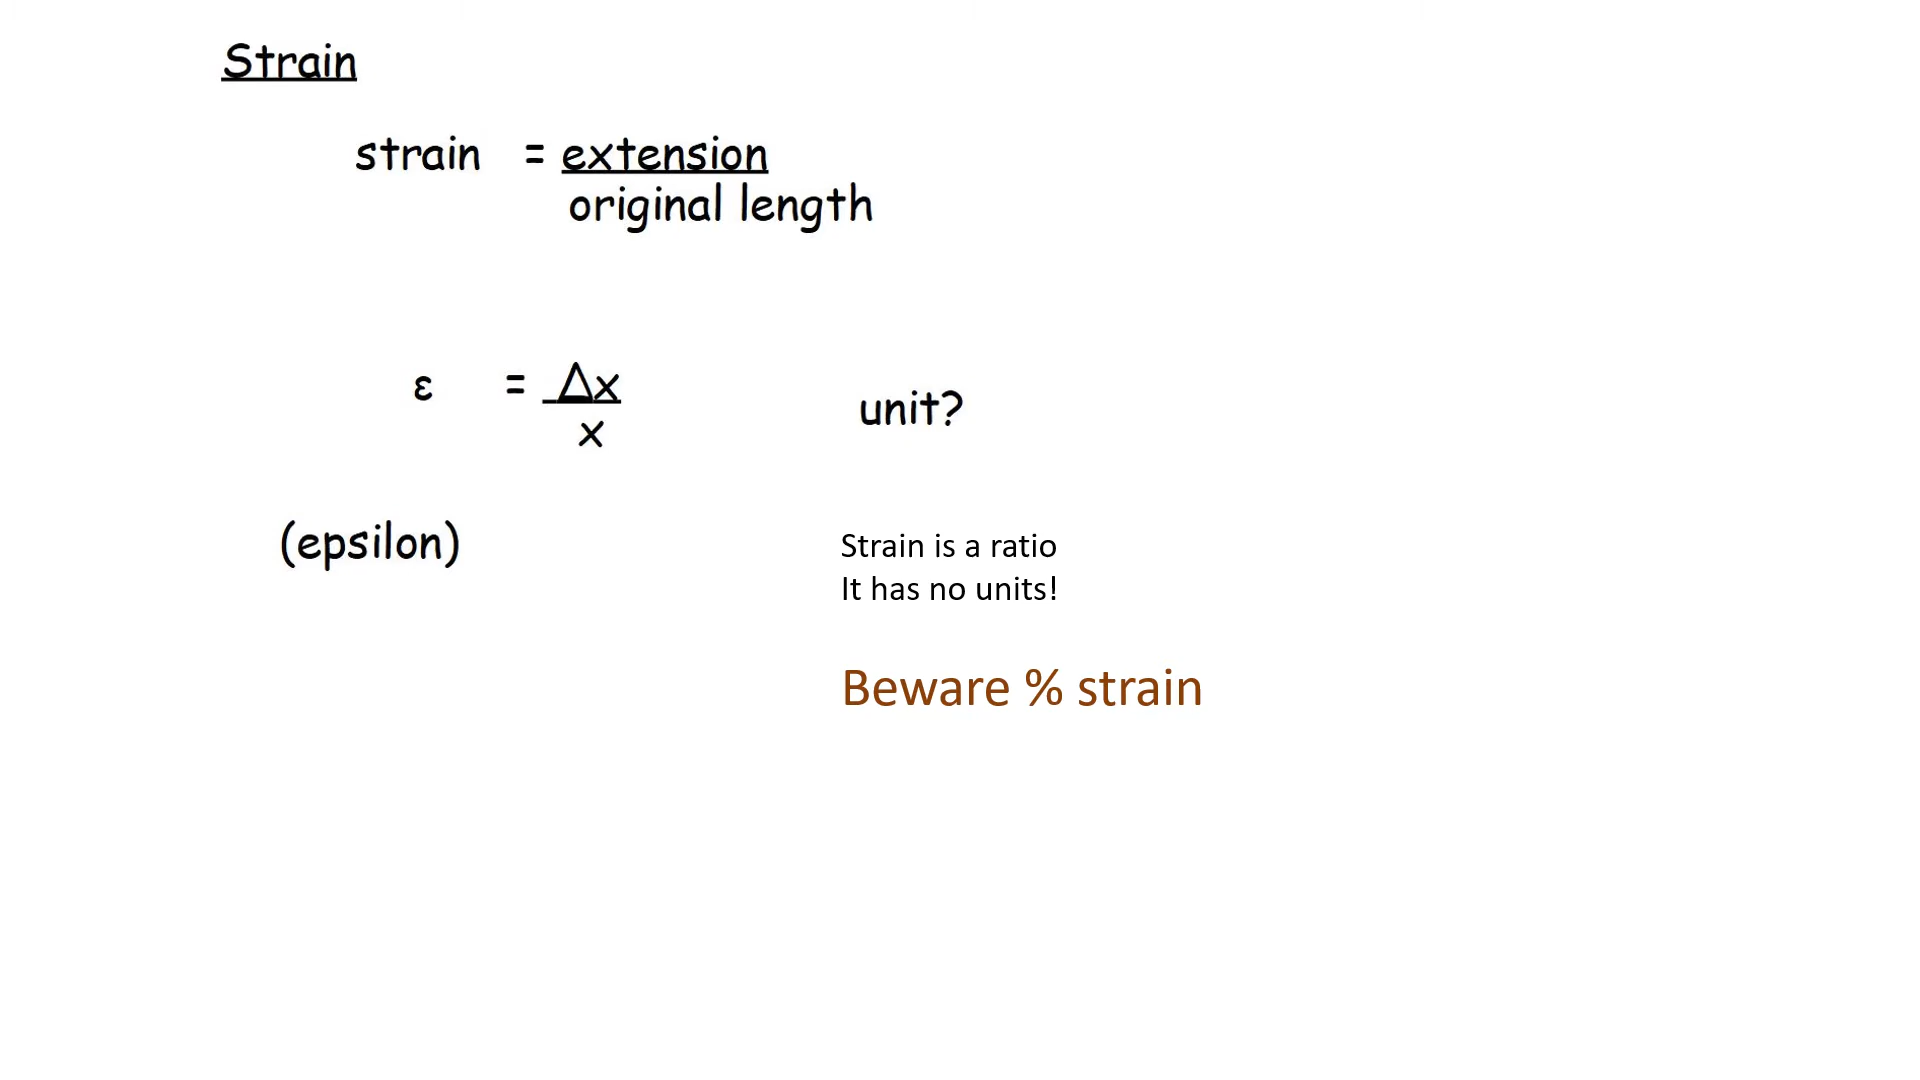 Strain
strain = extension
original length
ε = Δx
x
unit?
(epsilon)
Strain is a ratio
It has no units!
Beware % strain